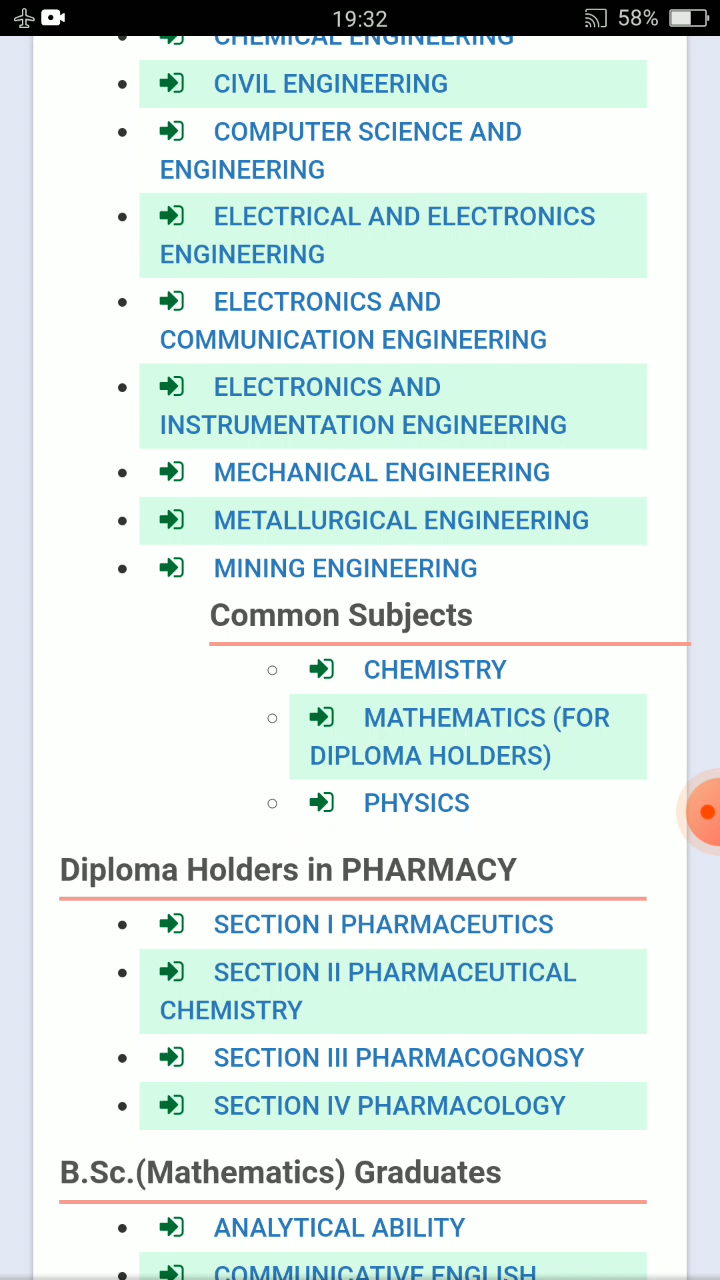 19:32
58%
CHEMICAL ENGINEERING
CIVIL ENGINEERING
COMPUTER SCIENCE AND
ENGINEERING
ELECTRICAL AND ELECTRONICS
ENGINEERING
ELECTRONICS AND
COMMUNICATION ENGINEERING
ELECTRONICS AND
INSTRUMENTATION ENGINEERING
MECHANICAL ENGINEERING
METALLURGICAL ENGINEERING
MINING ENGINEERING
Common Subjects
CHEMISTRY
MATHEMATICS (FOR
DIPLOMA HOLDERS)
PHYSICS
Diploma Holders in PHARMACY
SECTION I PHARMACEUTICS
SECTION II PHARMACEUTICAL
CHEMISTRY
SECTION III PHARMACOGNOSY
SECTION IV PHARMACOLOGY
B.Sc.(Mathematics) Graduates
ANALYTICAL ABILITY
COMMUNICATIVE ENGLISH